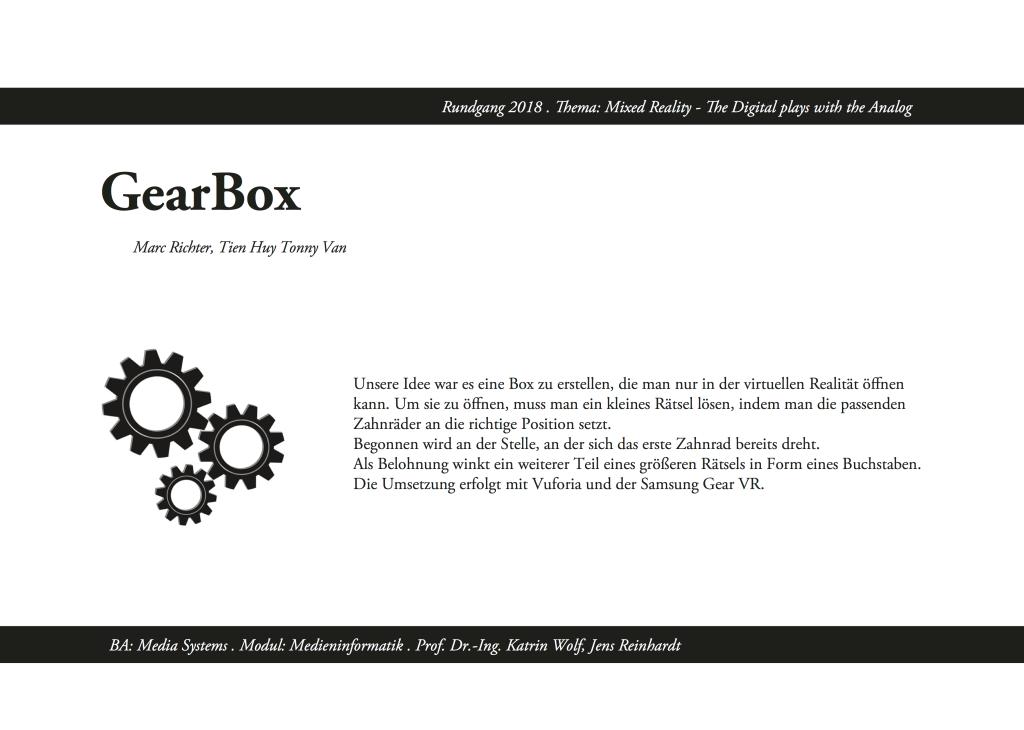 Rundgang 2018 . Thema: Mixed Reality - The Digital plays with the Analog
GearBox
Marc Richter, Tien Huy Tonny Van
Unsere Idee war es eine Box zu erstellen, die man nur in der virtuellen Realität öffnen
kann. Um sie zu öffnen, muss man ein kleines Rätsel lösen, indem man die passenden
Zahnräder an die richtige Position setzt.
Begonnen wird an der Stelle, an der sich das erste Zahnrad bereits dreht.
Als Belohnung winkt ein weiterer Teil eines größeren Rätsels in Form eines Buchstaben.
Die Umsetzung erfolgt mit Vuforia und der Samsung Gear VR.
BA: Media Systems . Modul: Medieninformatik . Prof. Dr.-Ing. Katrin Wolf, Jens Reinhardt